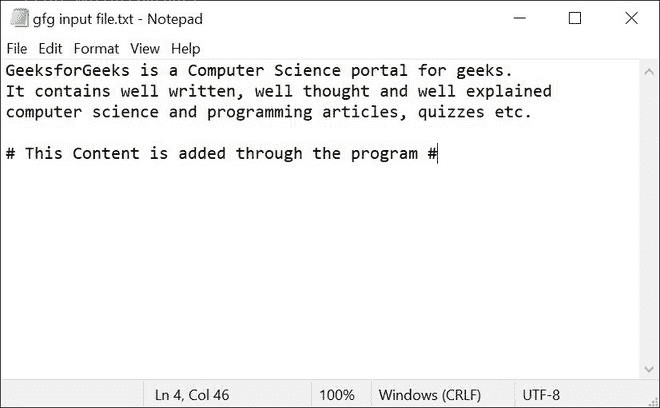 gfg input file.txt - Notepad
File Edit Format View Help
GeeksforGeeks is a Computer Science portal for geeks.
It contains well written, well thought and well explained
computer science and programming articles, quizzes etc.
# This Content is added through the program #
Ln 4, Col 46 100% Windows (CRLF) UTF-8